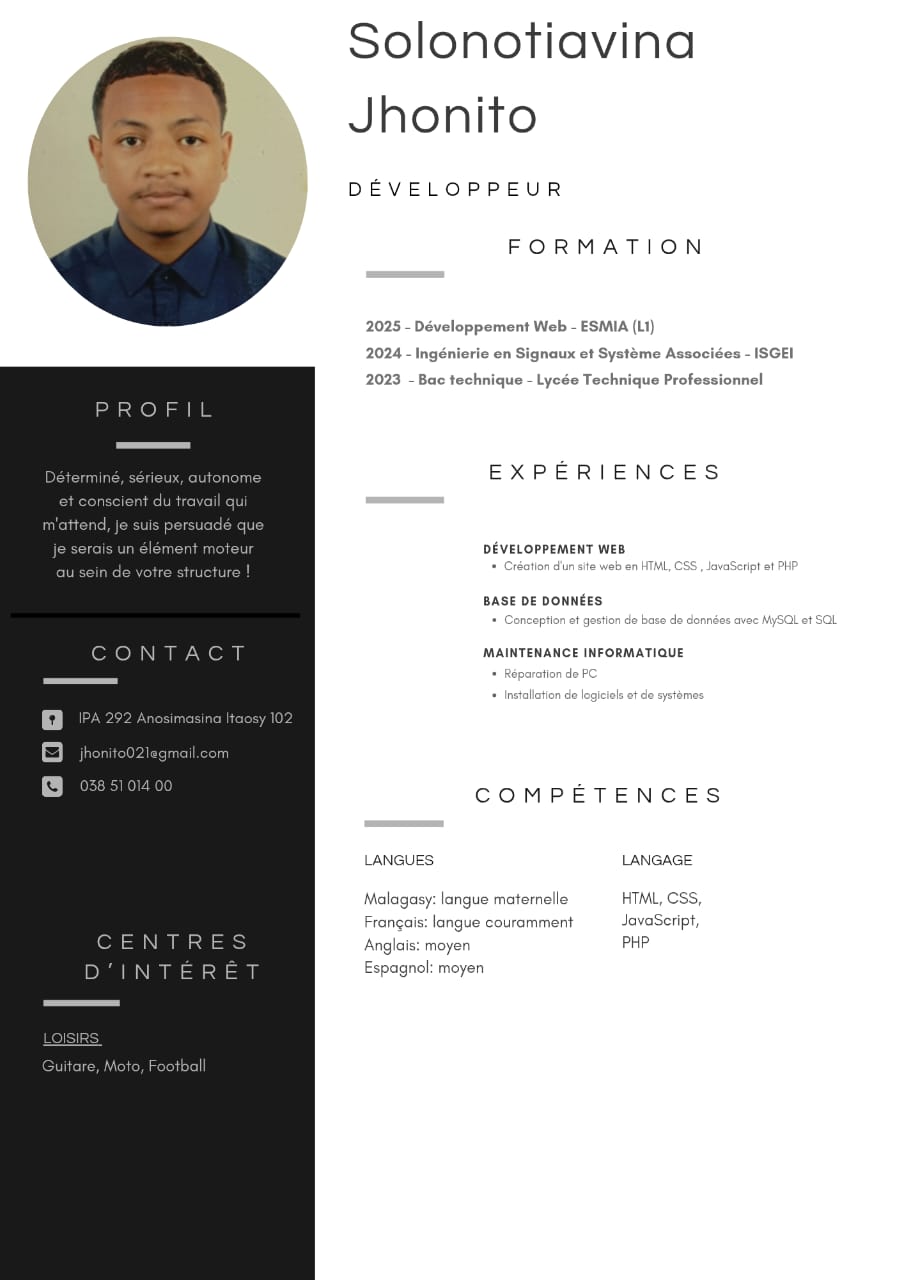 Solonotiavina
Jhonito
DÉVELOPPEUR
FORMATION
2025 - Développement Web - ESMIA (L1)
2024 - Ingénierie en Signaux et Système Associées - ISGEI
2023 - Bac technique - Lycée Technique Professionnel
EXPÉRIENCES
DÉVELOPPEMENT WEB
• Création d'un site web en HTML, CSS , JavaScript et PHP
BASE DE DONNÉES
• Conception et gestion de base de données avec MySQL et SQL
MAINTENANCE INFORMATIQUE
• Réparation de PC
• Installation de logiciels et de systèmes
COMPÉTENCES
LANGUES
Malagasy: langue maternelle
Français: langue couramment
Anglais: moyen
Espagnol: moyen
LANGAGE
HTML, CSS,
JavaScript,
PHP
PROFIL
Déterminé, sérieux, autonome
et conscient du travail qui
m'attend, je suis persuadé que
je serais un élément moteur
au sein de votre structure !
CONTACT
IPA 292 Anosimasina Itaosy 102
jhonito021@gmail.com
038 51 014 00
CENTRES
D'INTÉRÊT
LOISIRS
Guitare, Moto, Football